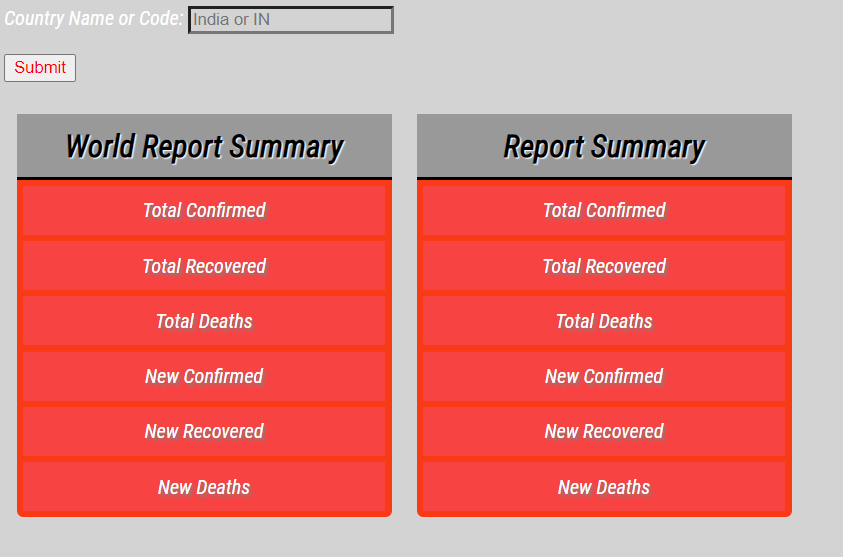 Country Name or Code: India or IN
Submit
World Report Summary
Total Confirmed
Total Recovered
Total Deaths
New Confirmed
New Recovered
New Deaths
Report Summary
Total Confirmed
Total Recovered
Total Deaths
New Confirmed
New Recovered
New Deaths